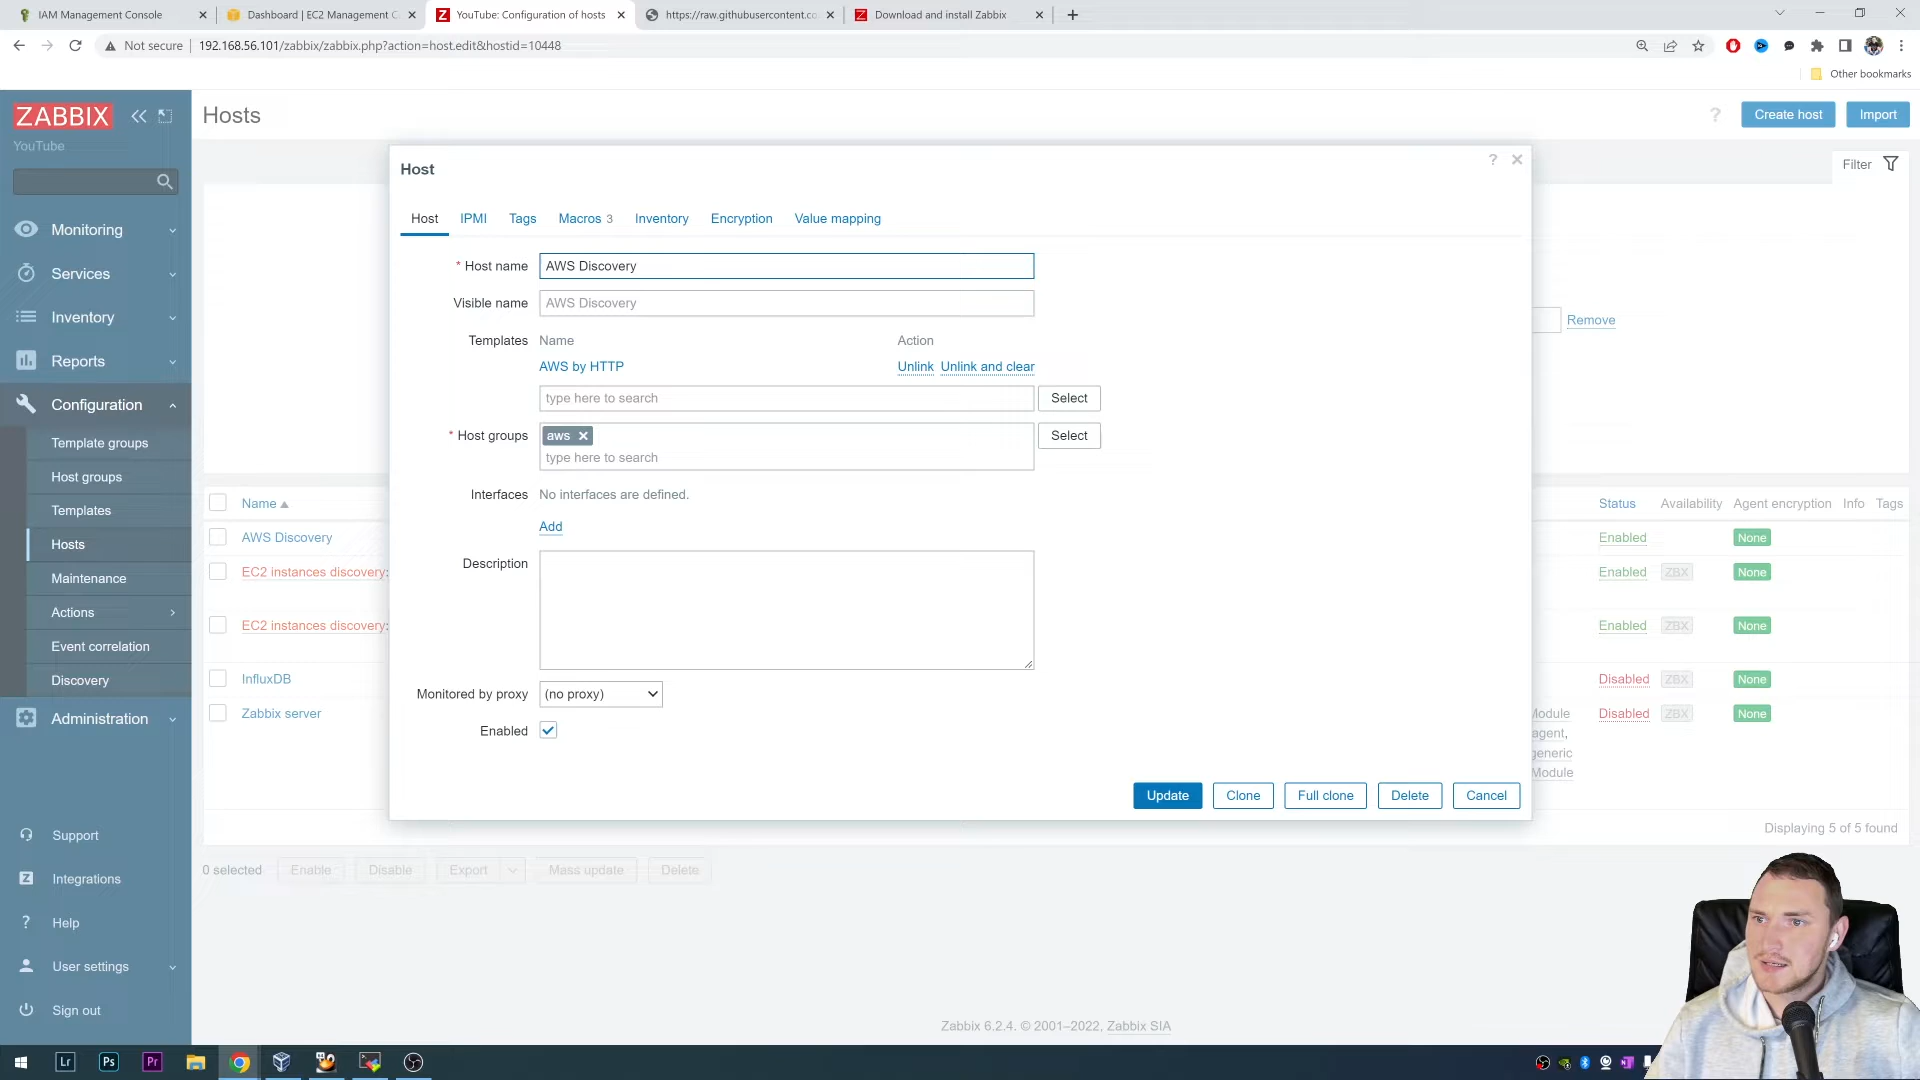 IAM Management Console
Dashboard | EC2 Management C
YouTube: Configuration of hosts
https://raw.githubusercontent.co
Download and install Zabbix
Not secure
192.168.56.101/zabbix/zabbix.php?action=host.edit&hostid=10448
Other bookmarks
ZABBIX
YouTube
Hosts
?
Create host
Import
Filter
Monitoring
Services
Inventory
Reports
Configuration
Template groups
Host groups
Templates
Hosts
Maintenance
Actions
Event correlation
Discovery
Administration
Support
Integrations
Help
User settings
Sign out
Host
?
Host IPMI Tags Macros 3 Inventory Encryption Value mapping
* Host name AWS Discovery
Visible name AWS Discovery
Templates Name Action
AWS by HTTP Unlink Unlink and clear
type here to search Select
* Host groups aws Select
type here to search
Interfaces No interfaces are defined.
Add
Description
Monitored by proxy (no proxy)
Enabled
Update Clone Full clone Delete Cancel
Remove
Name Status Availability Agent encryption Info Tags
AWS Discovery Enabled None
EC2 instances discovery: Enabled ZBX None
EC2 instances discovery: Enabled ZBX None
InfluxDB Disabled ZBX None
Zabbix server Module Disabled ZBX None
agent,
generic
Module
Displaying 5 of 5 found
0 selected Enable Disable Export Mass update Delete
Zabbix 6.2.4. © 2001–2022, Zabbix SIA
Lr
Ps
Pr